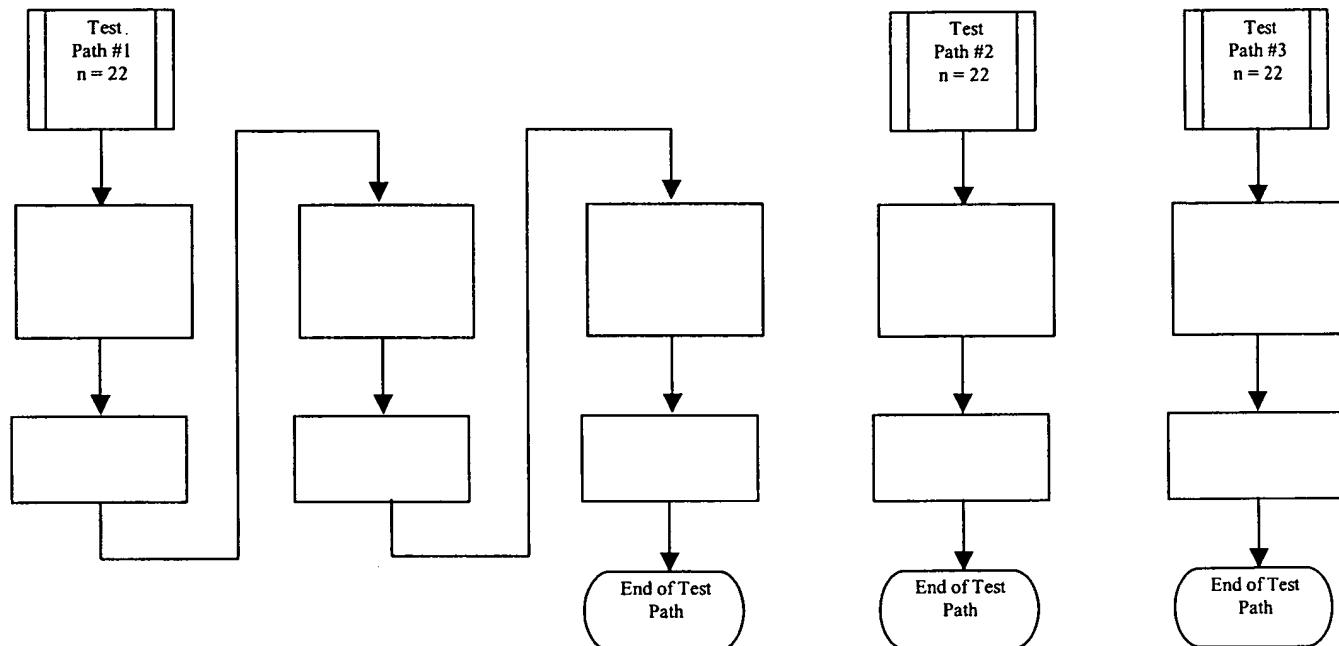 Test
Path #1
n = 22
Test
Path #2
n = 22
Test
Path #3
n = 22
End of Test
Path
End of Test
Path
End of Test
Path